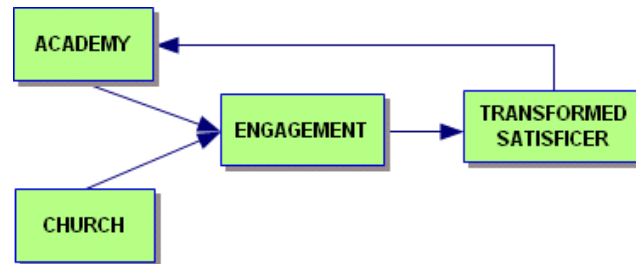 ACADEMY
ENGAGEMENT
TRANSFORMED
SATISFICER
CHURCH